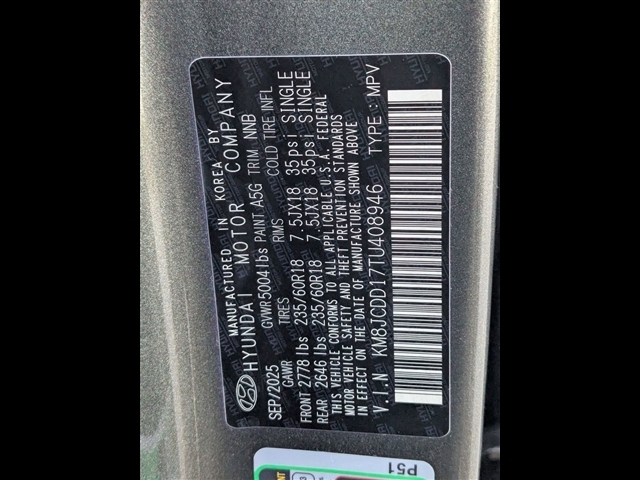 MANUFACTURED IN KOREA BY
HYUNDAI MOTOR COMPANY
SEP/2025 GVWR 5004 lbs PAINT A5G TRIM NNB
GAWR TIRES RIMS COLD TIRE INFL
FRONT 2778 lbs 235/60R18 7.5JX18 35psi SINGLE
REAR 2646 lbs 235/60R18 7.5JX18 35psi SINGLE
THIS VEHICLE CONFORMS TO ALL APPLICABLE U.S.A. FEDERAL
MOTOR VEHICLE SAFETY AND THEFT PREVENTION STANDARDS
IN EFFECT ON THE DATE OF MANUFACTURE SHOWN ABOVE
V.I.N KM8JCDD17TU408946 TYPE : MPV
P51